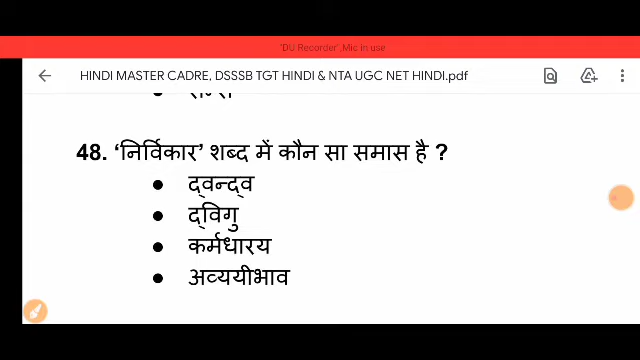 'DU Recorder',Mic in use
HINDI MASTER CADRE, DSSSB TGT HINDI & NTA UGC NET HINDI.pdf
48. 'निर्विकार' शब्द में कौन सा समास है ?
● द्वन्द्व
● द्विगु
● कर्मधारय
● अव्ययीभाव